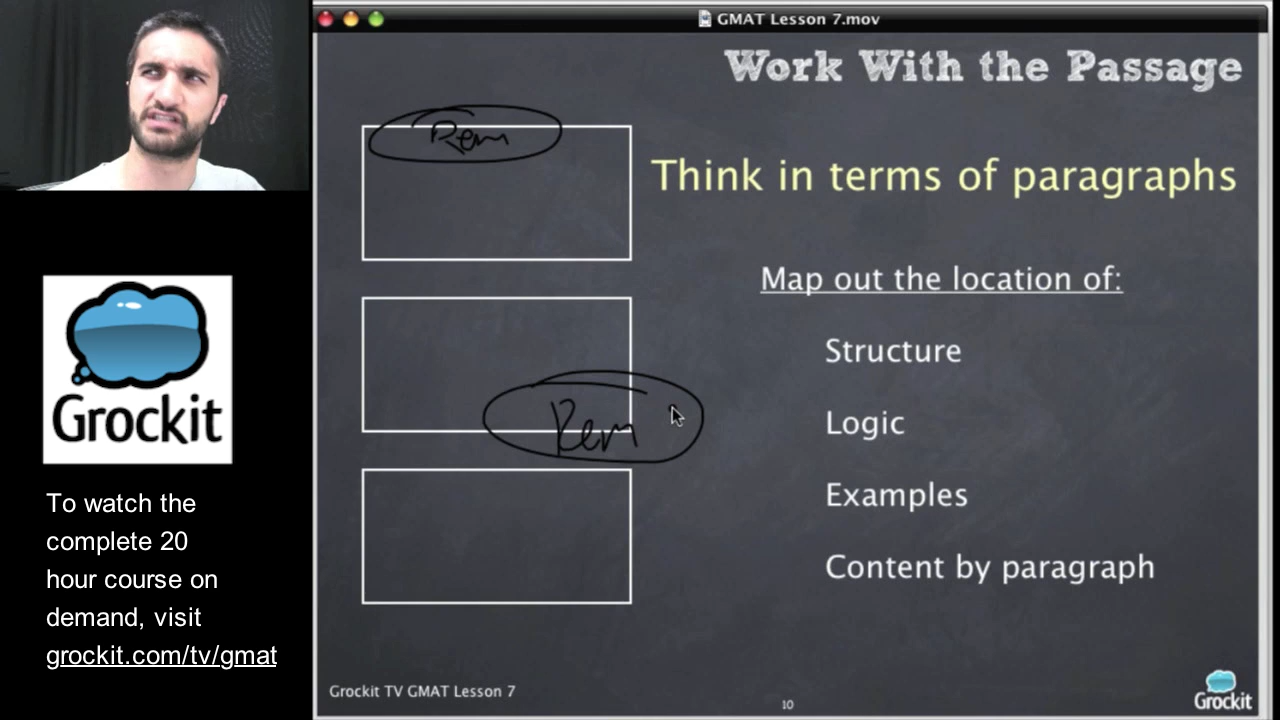 GMAT Lesson 7.mov
Work With the Passage
Rem
Think in terms of paragraphs
Map out the location of:
Structure
Logic
Rem
Examples
Content by paragraph
Grockit
To watch the
complete 20
hour course on
demand, visit
grockit.com/tv/gmat
Grockit TV GMAT Lesson 7
10
Grockit